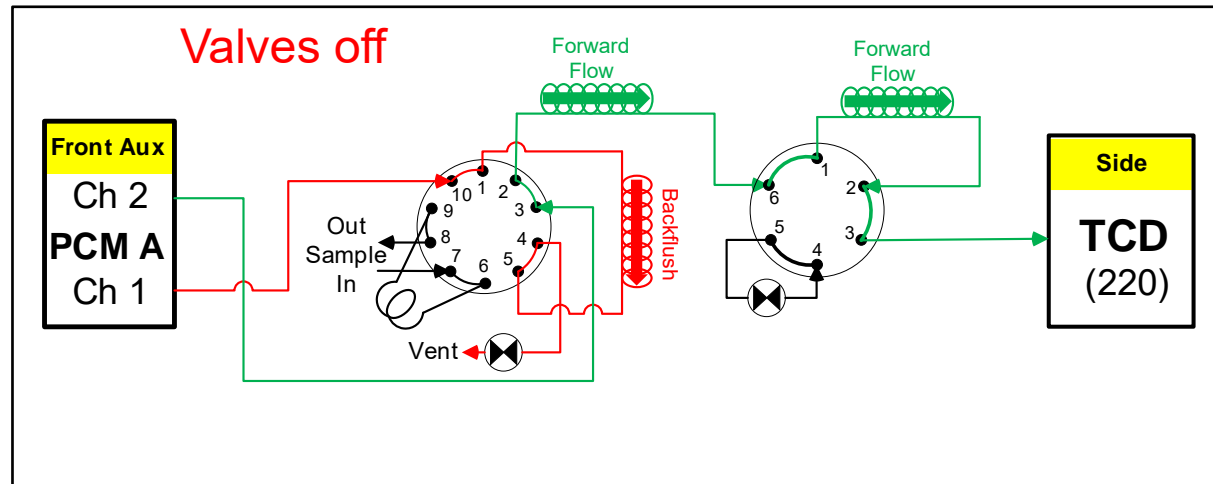 Valves off
Forward
Flow
Forward
Flow
Front Aux
Ch 2
PCM A
Ch 1
10
1
2
3
4
5
6
7
8
9
Out
Sample
In
Vent
Backflush
1
2
3
4
5
6
Side
TCD
(220)